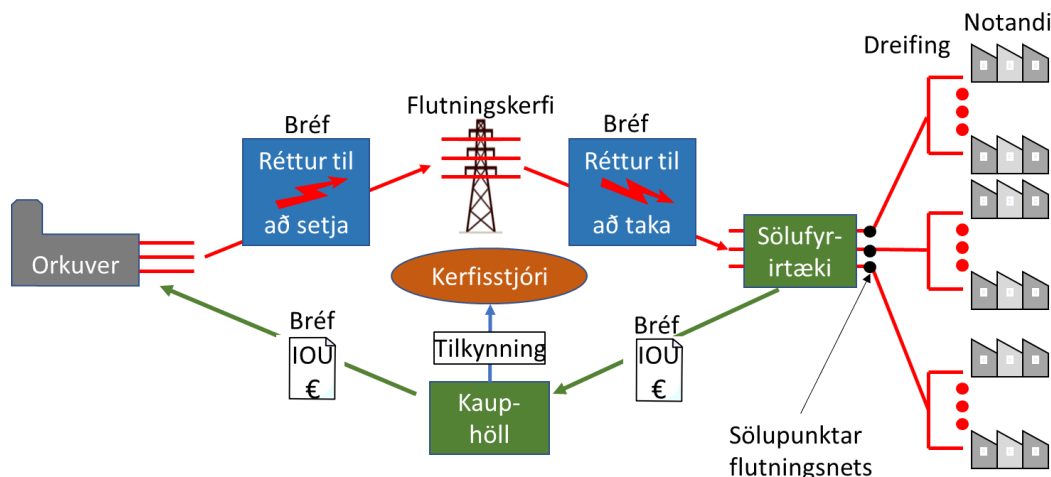 Notandi
Dreifing
Flutningskerfi
Bréf
Réttur til
að setja
Bréf
Réttur til
að taka
Orkuver
Sölufyr-
irtæki
Kerfisstjóri
Bréf
IOU
€
Tilkynning
Bréf
IOU
€
Kaup-
höll
Sölupunktar
flutningsnets